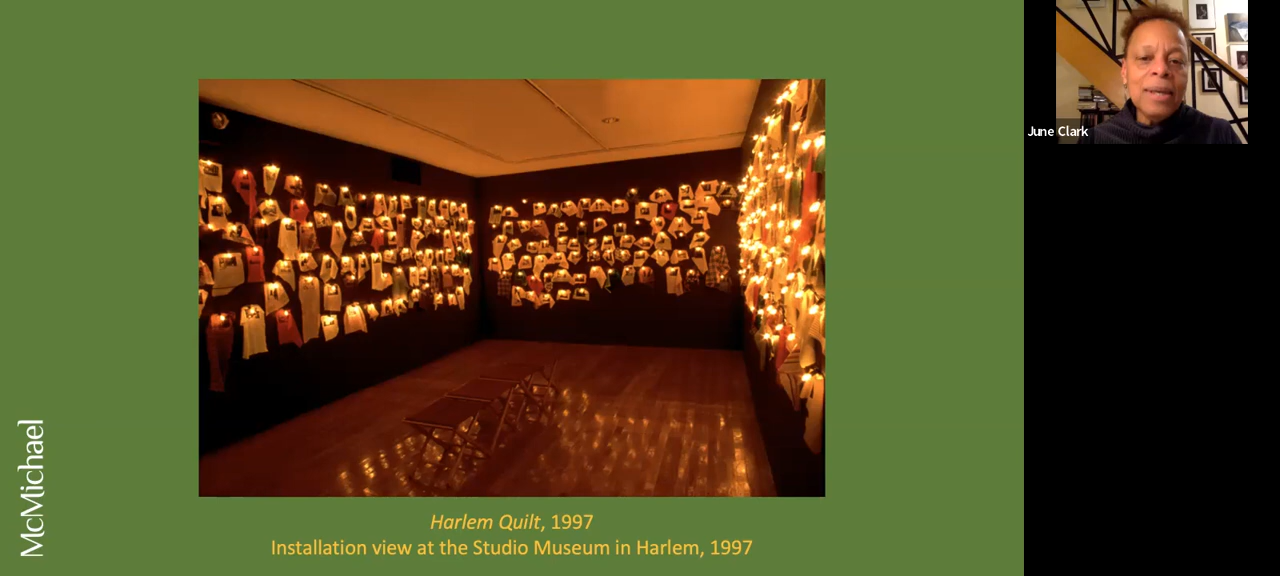 June Clark
McMichael
Harlem Quilt, 1997
Installation view at the Studio Museum in Harlem, 1997